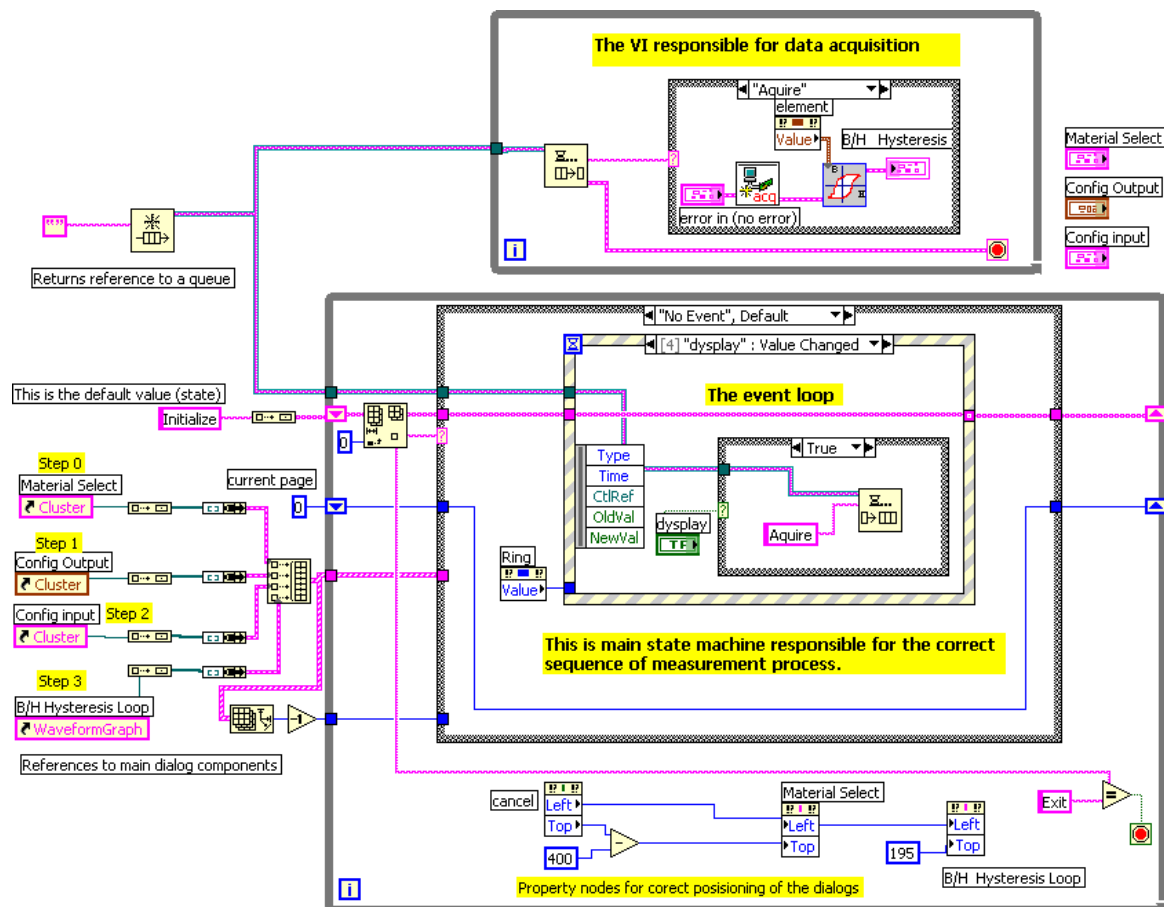 The VI responsible for data acquisition
"Aquire"
element
Value
B/H Hysteresis
Material Select
Config Output
Config input
?
B
H
acq
error in (no error)
""
Returns reference to a queue
i
"No Event", Default
[4] "dysplay" : Value Changed
This is the default value (state)
Initialize
The event loop
0
?
True
Type
Time
CtlRef
OldVal
NewVal
?
dysplay
TF
Aquire
Step 0
Material Select
Cluster
current page
0
Step 1
Config Output
Cluster
Ring
Value
Config input
Step 2
Cluster
This is main state machine responsible for the correct
sequence of measurement process.
Step 3
B/H Hysteresis Loop
WaveformGraph
-1
References to main dialog components
cancel
Left
Top
400
-
Material Select
Left
Top
195
Left
Top
B/H Hysteresis Loop
Exit
=
i
Property nodes for corect posisioning of the dialogs